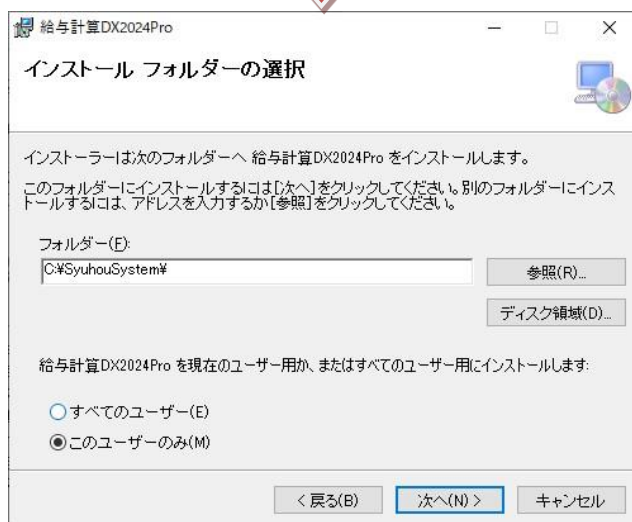 給与計算DX2024Pro
インストール フォルダーの選択
インストーラーは次のフォルダーへ 給与計算DX2024Pro をインストールします。
このフォルダーにインストールするには[次へ]をクリックしてください。別のフォルダーにインス
トールするには、アドレスを入力するか[参照]をクリックしてください。
フォルダー(F):
C:¥SyuhouSystem¥
参照(R)...
ディスク領域(D)...
給与計算DX2024Pro を現在のユーザー用か、またはすべてのユーザー用にインストールします:
すべてのユーザー(E)
このユーザーのみ(M)
< 戻る(B)
次へ(N) >
キャンセル